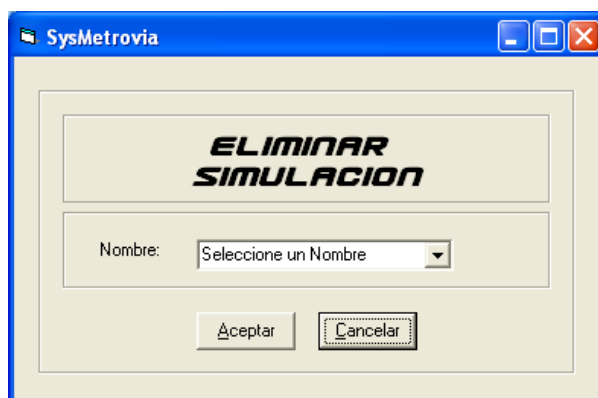 SysMetrovia
ELIMINAR
SIMULACION
Nombre: Seleccione un Nombre
Aceptar Cancelar